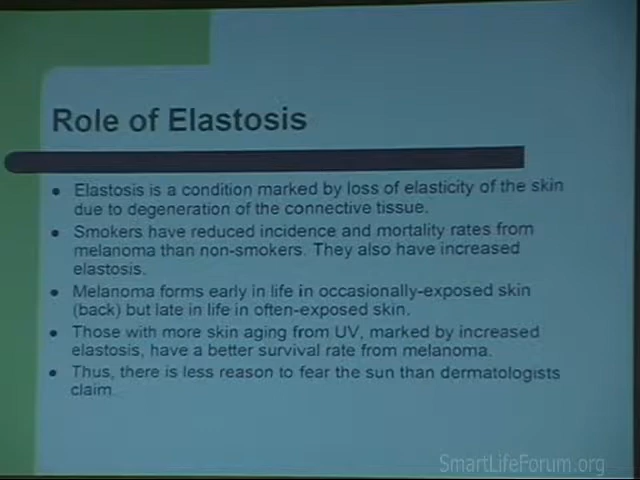 Role of Elastosis
Elastosis is a condition marked by loss of elasticity of the skin
due to degeneration of the connective tissue.
Smokers have reduced incidence and mortality rates from
melanoma than non-smokers. They also have increased
elastosis.
Melanoma forms early in life in occasionally-exposed skin
(back) but late in life in often-exposed skin.
Those with more skin aging from UV, marked by increased
elastosis, have a better survival rate from melanoma.
Thus, there is less reason to fear the sun than dermatologists
claim.
SmartLifeForum.org